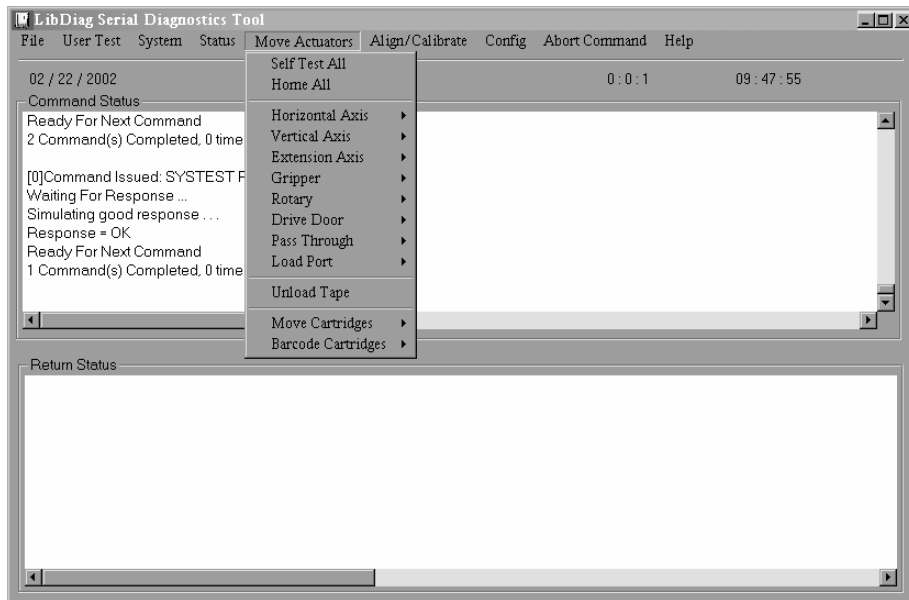 LibDiag Serial Diagnostics Tool
File User Test System Status Move Actuators Align/Calibrate Config Abort Command Help
02 / 22 / 2002 0 : 0 : 1 09 : 47 : 55
Command Status
Ready For Next Command
2 Command(s) Completed, 0 time
[0]Command Issued: SYSTEST
Waiting For Response ...
Simulating good response . . .
Response = OK
Ready For Next Command
1 Command(s) Completed, 0 time
Self Test All
Home All
Horizontal Axis
Vertical Axis
Extension Axis
Gripper
Rotary
Drive Door
Pass Through
Load Port
Unload Tape
Move Cartridges
Barcode Cartridges
Return Status